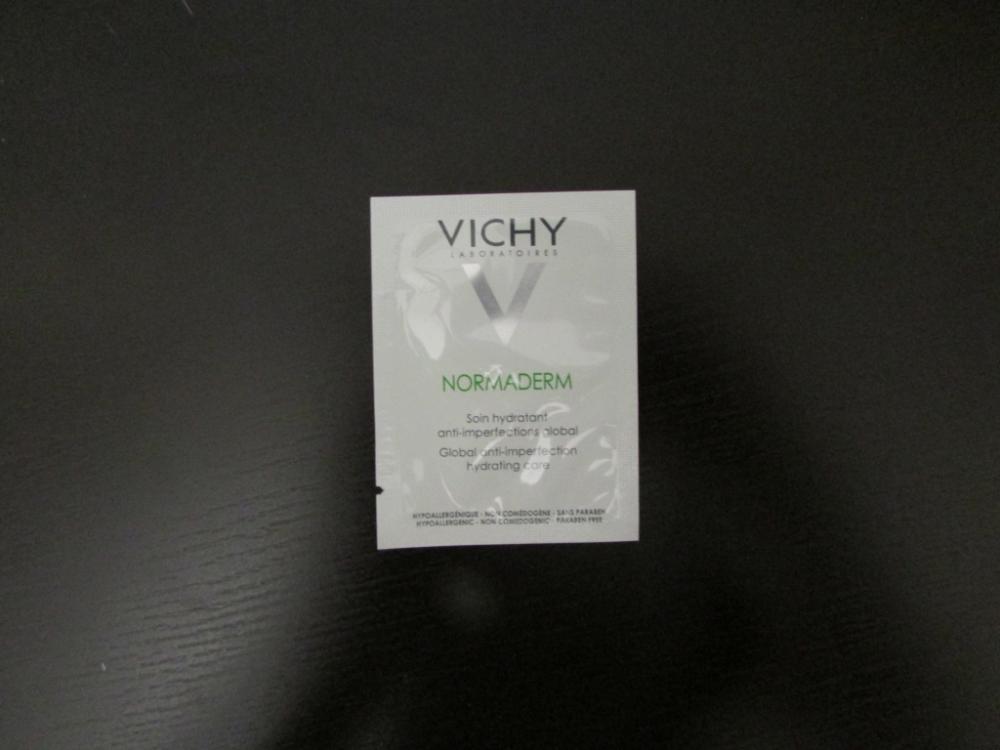 VICHY
LABORATOIRES
V
NORMADERM
Soin hydratant
anti-imperfections global
Global anti-imperfection
hydrating care
HYPOALLERGÉNIQUE - NON COMÉDOGÈNE - SANS PARABEN
HYPOALLERGENIC - NON-COMEDOGENIC - PARABEN FREE